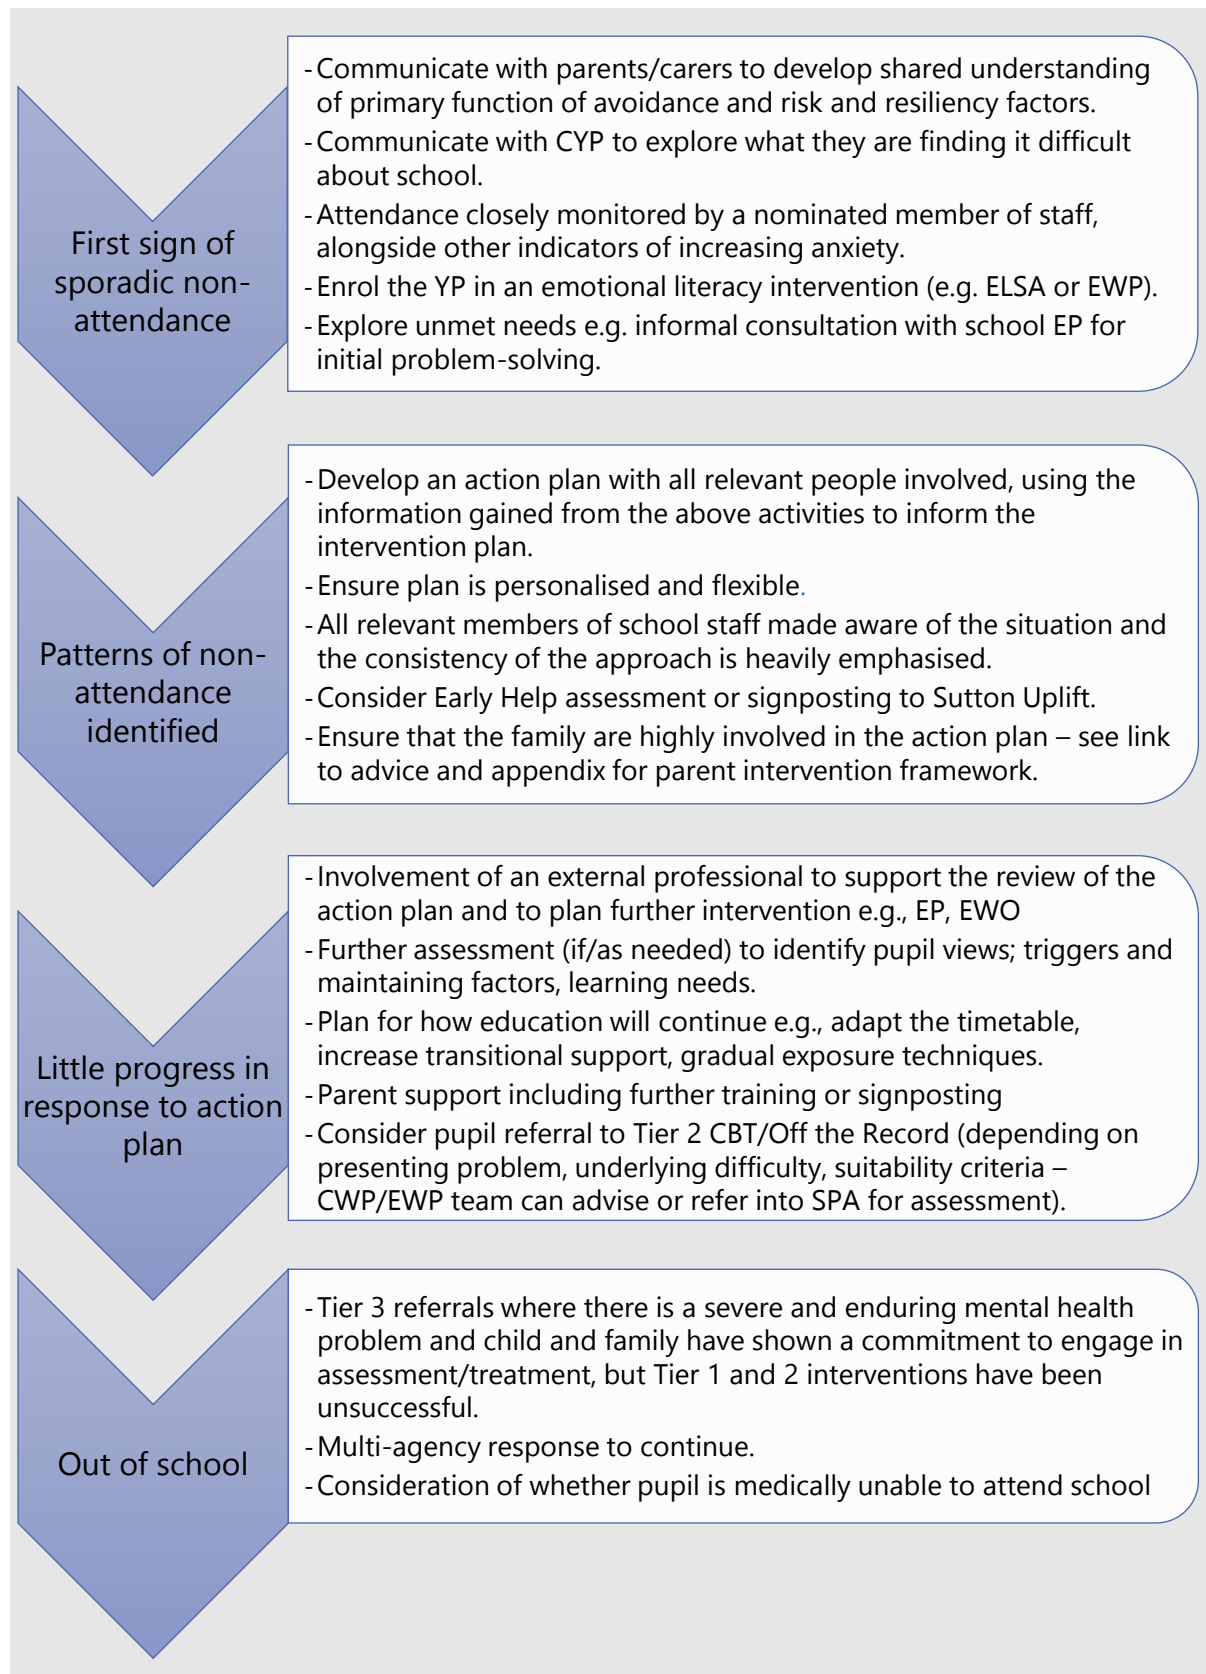 First sign of
sporadic non-
attendance
- Communicate with parents/carers to develop shared understanding
of primary function of avoidance and risk and resiliency factors.
- Communicate with CYP to explore what they are finding it difficult
about school.
- Attendance closely monitored by a nominated member of staff,
alongside other indicators of increasing anxiety.
- Enrol the YP in an emotional literacy intervention (e.g. ELSA or EWP).
- Explore unmet needs e.g. informal consultation with school EP for
initial problem-solving.
Patterns of non-
attendance
identified
- Develop an action plan with all relevant people involved, using the
information gained from the above activities to inform the
intervention plan.
- Ensure plan is personalised and flexible.
- All relevant members of school staff made aware of the situation and
the consistency of the approach is heavily emphasised.
- Consider Early Help assessment or signposting to Sutton Uplift.
- Ensure that the family are highly involved in the action plan – see link
to advice and appendix for parent intervention framework.
Little progress in
response to action
plan
- Involvement of an external professional to support the review of the
action plan and to plan further intervention e.g., EP, EWO
- Further assessment (if/as needed) to identify pupil views; triggers and
maintaining factors, learning needs.
- Plan for how education will continue e.g., adapt the timetable,
increase transitional support, gradual exposure techniques.
- Parent support including further training or signposting
- Consider pupil referral to Tier 2 CBT/Off the Record (depending on
presenting problem, underlying difficulty, suitability criteria –
CWP/EWP team can advise or refer into SPA for assessment).
Out of school
- Tier 3 referrals where there is a severe and enduring mental health
problem and child and family have shown a commitment to engage in
assessment/treatment, but Tier 1 and 2 interventions have been
unsuccessful.
- Multi-agency response to continue.
- Consideration of whether pupil is medically unable to attend school